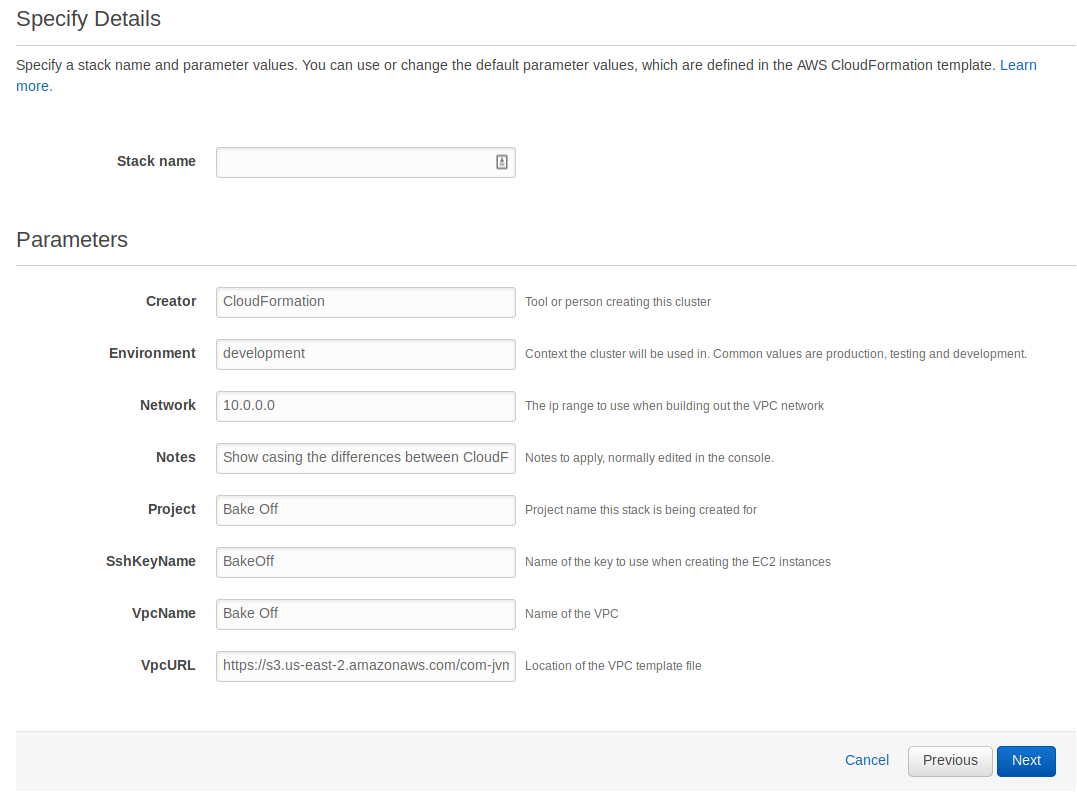 Specify Details
Specify a stack name and parameter values. You can use or change the default parameter values, which are defined in the AWS CloudFormation template. Learn
more.
Stack name
Parameters
Creator CloudFormation Tool or person creating this cluster
Environment development Context the cluster will be used in. Common values are production, testing and development.
Network 10.0.0.0 The ip range to use when building out the VPC network
Notes Show casing the differences between CloudF Notes to apply, normally edited in the console.
Project Bake Off Project name this stack is being created for
SshKeyName BakeOff Name of the key to use when creating the EC2 instances
VpcName Bake Off Name of the VPC
VpcURL https://s3.us-east-2.amazonaws.com/com-jvm Location of the VPC template file
Cancel Previous Next